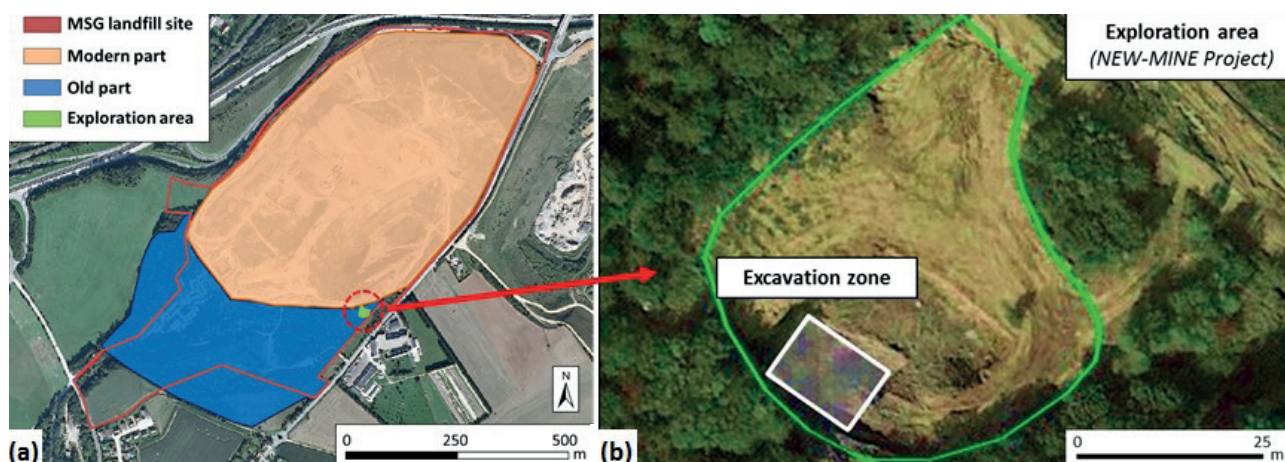 MSG landfill site
Modern part
Old part
Exploration area
N
0 250 500
m
(a)
Exploration area
(NEW-MINE Project)
Excavation zone
0 25
m
(b)